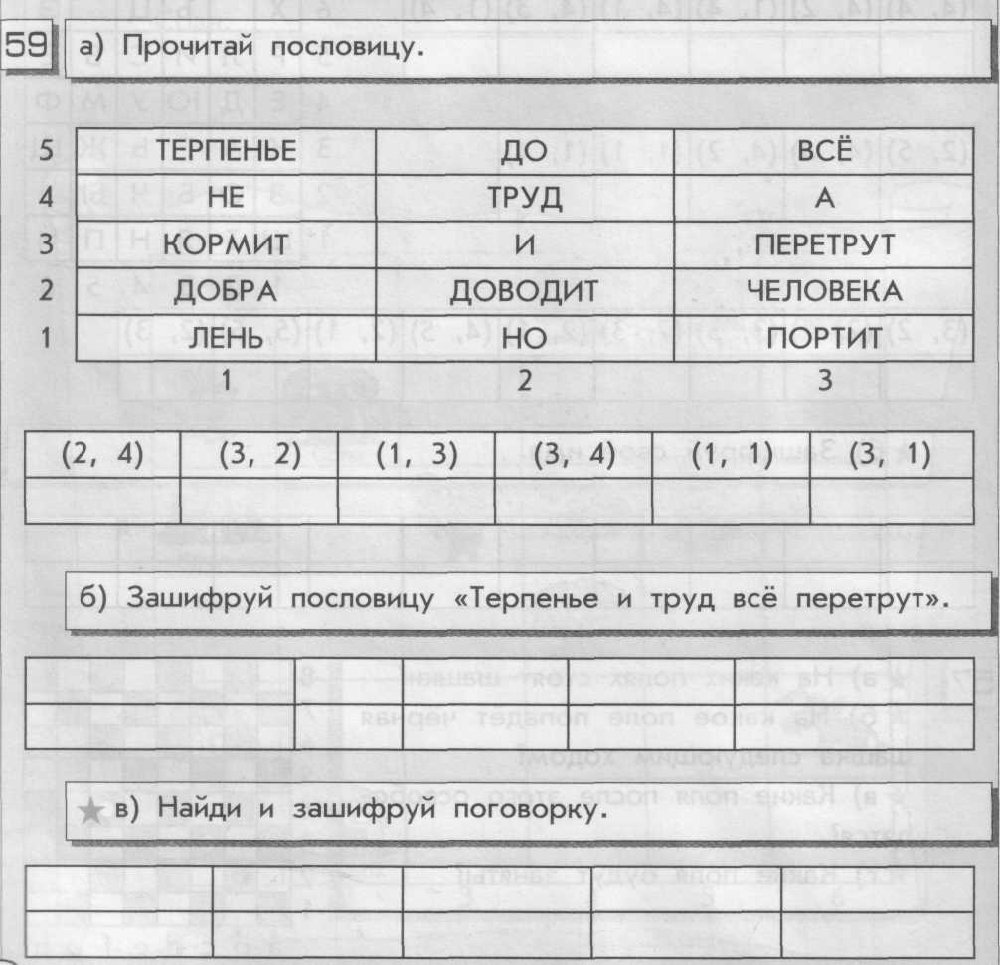 59 а) Прочитай пословицу.
5 ТЕРПЕНЬЕ ДО ВСЁ
4 НЕ ТРУД А
3 КОРМИТ И ПЕРЕТРУТ
2 ДОБРА ДОВОДИТ ЧЕЛОВЕКА
1 ЛЕНЬ НО ПОРТИТ
1 2 3
(2, 4) (3, 2) (1, 3) (3, 4) (1, 1) (3, 1)
б) Зашифруй пословицу «Терпенье и труд всё перетрут».
в) Найди и зашифруй поговорку.